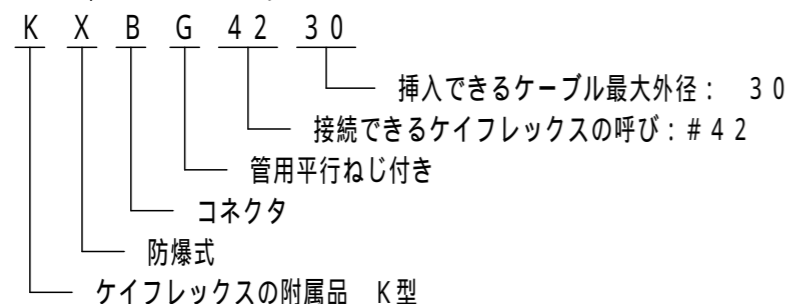 K X B G 4 2 3 0
挿入できるケーブル最大外径： 3 0
接続できるケイフレックスの呼び：＃４２
管用平行ねじ付き
コネクタ
防爆式
ケイフレックスの附属品 Ｋ型